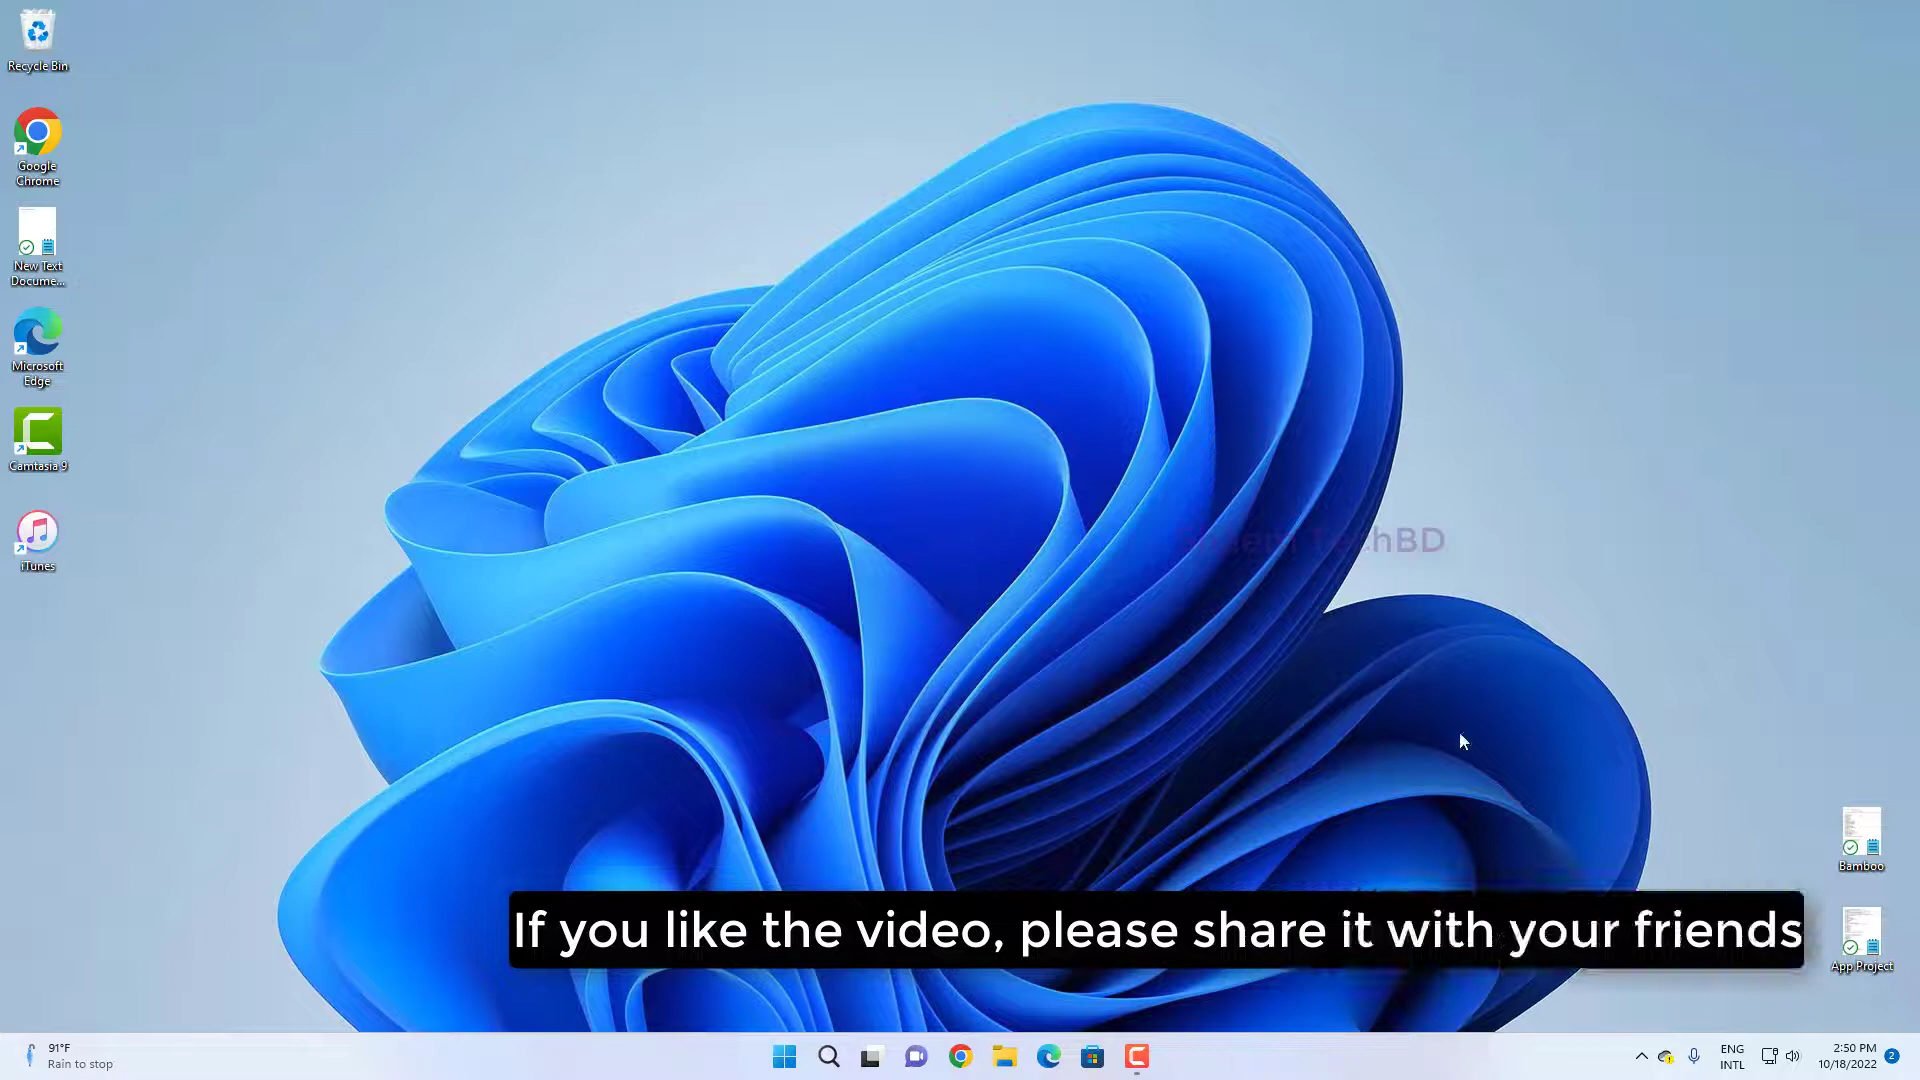 Recycle Bin
Google
Chrome
New Text
Docume...
Microsoft
Edge
Camtasia 9
iTunes
TechBD
Bamboo
App Project
If you like the video, please share it with your friends
91°F
Rain to stop
ENG
INTL
2:50 PM
10/18/2022
2